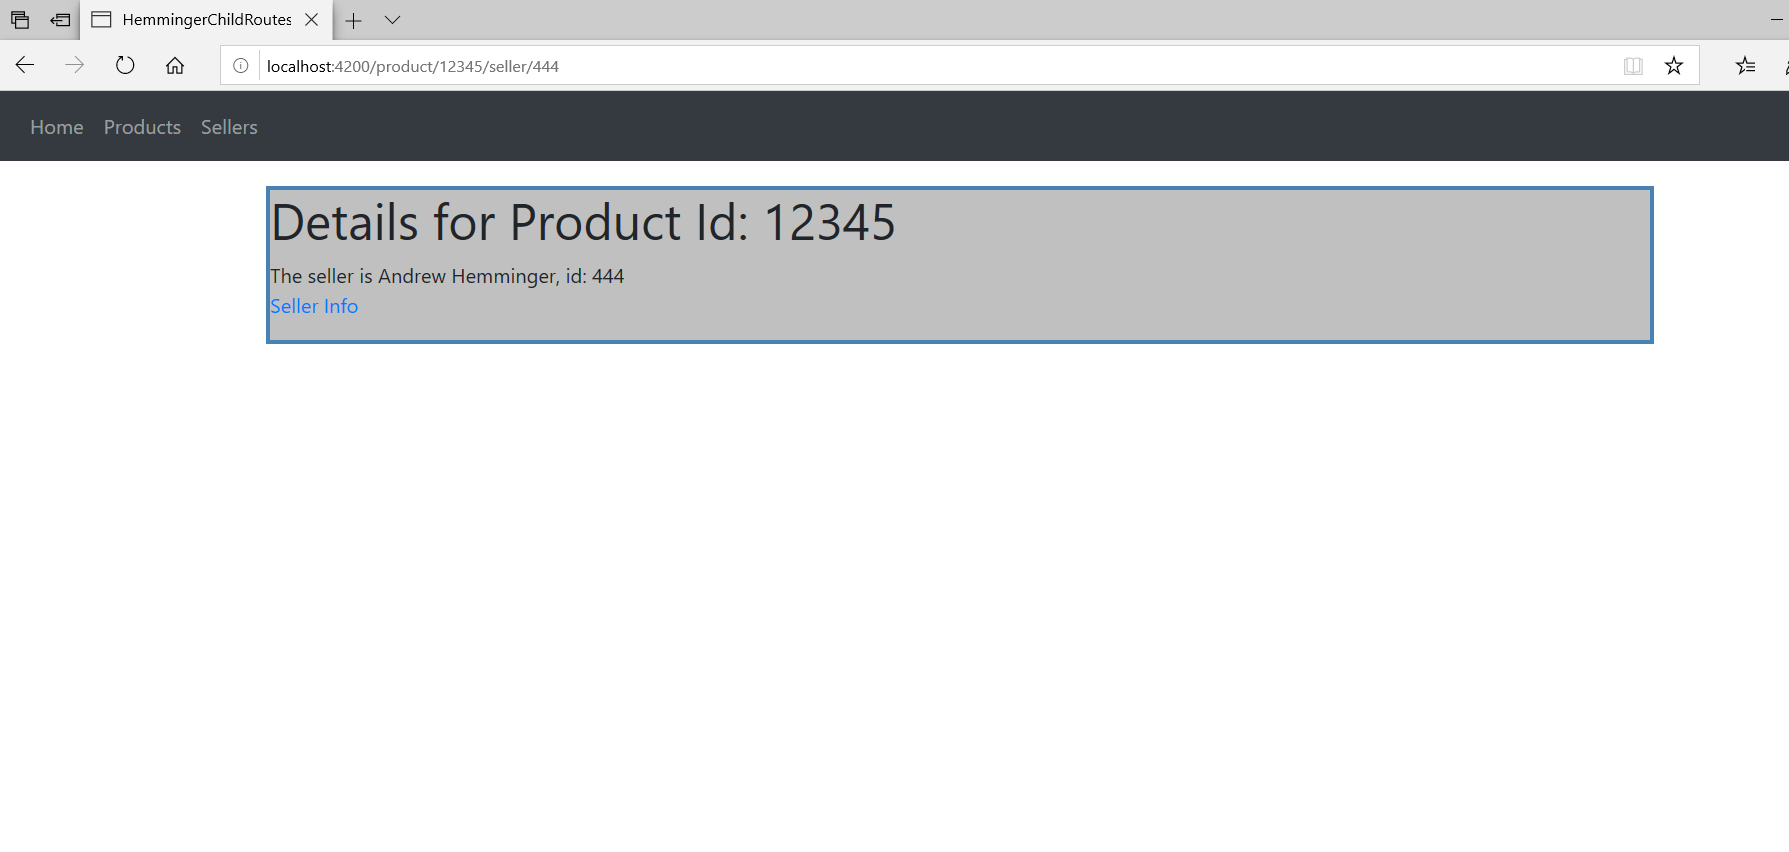 HemmingerChildRoutes
localhost:4200/product/12345/seller/444
Home Products Sellers
Details for Product Id: 12345
The seller is Andrew Hemminger, id: 444
Seller Info